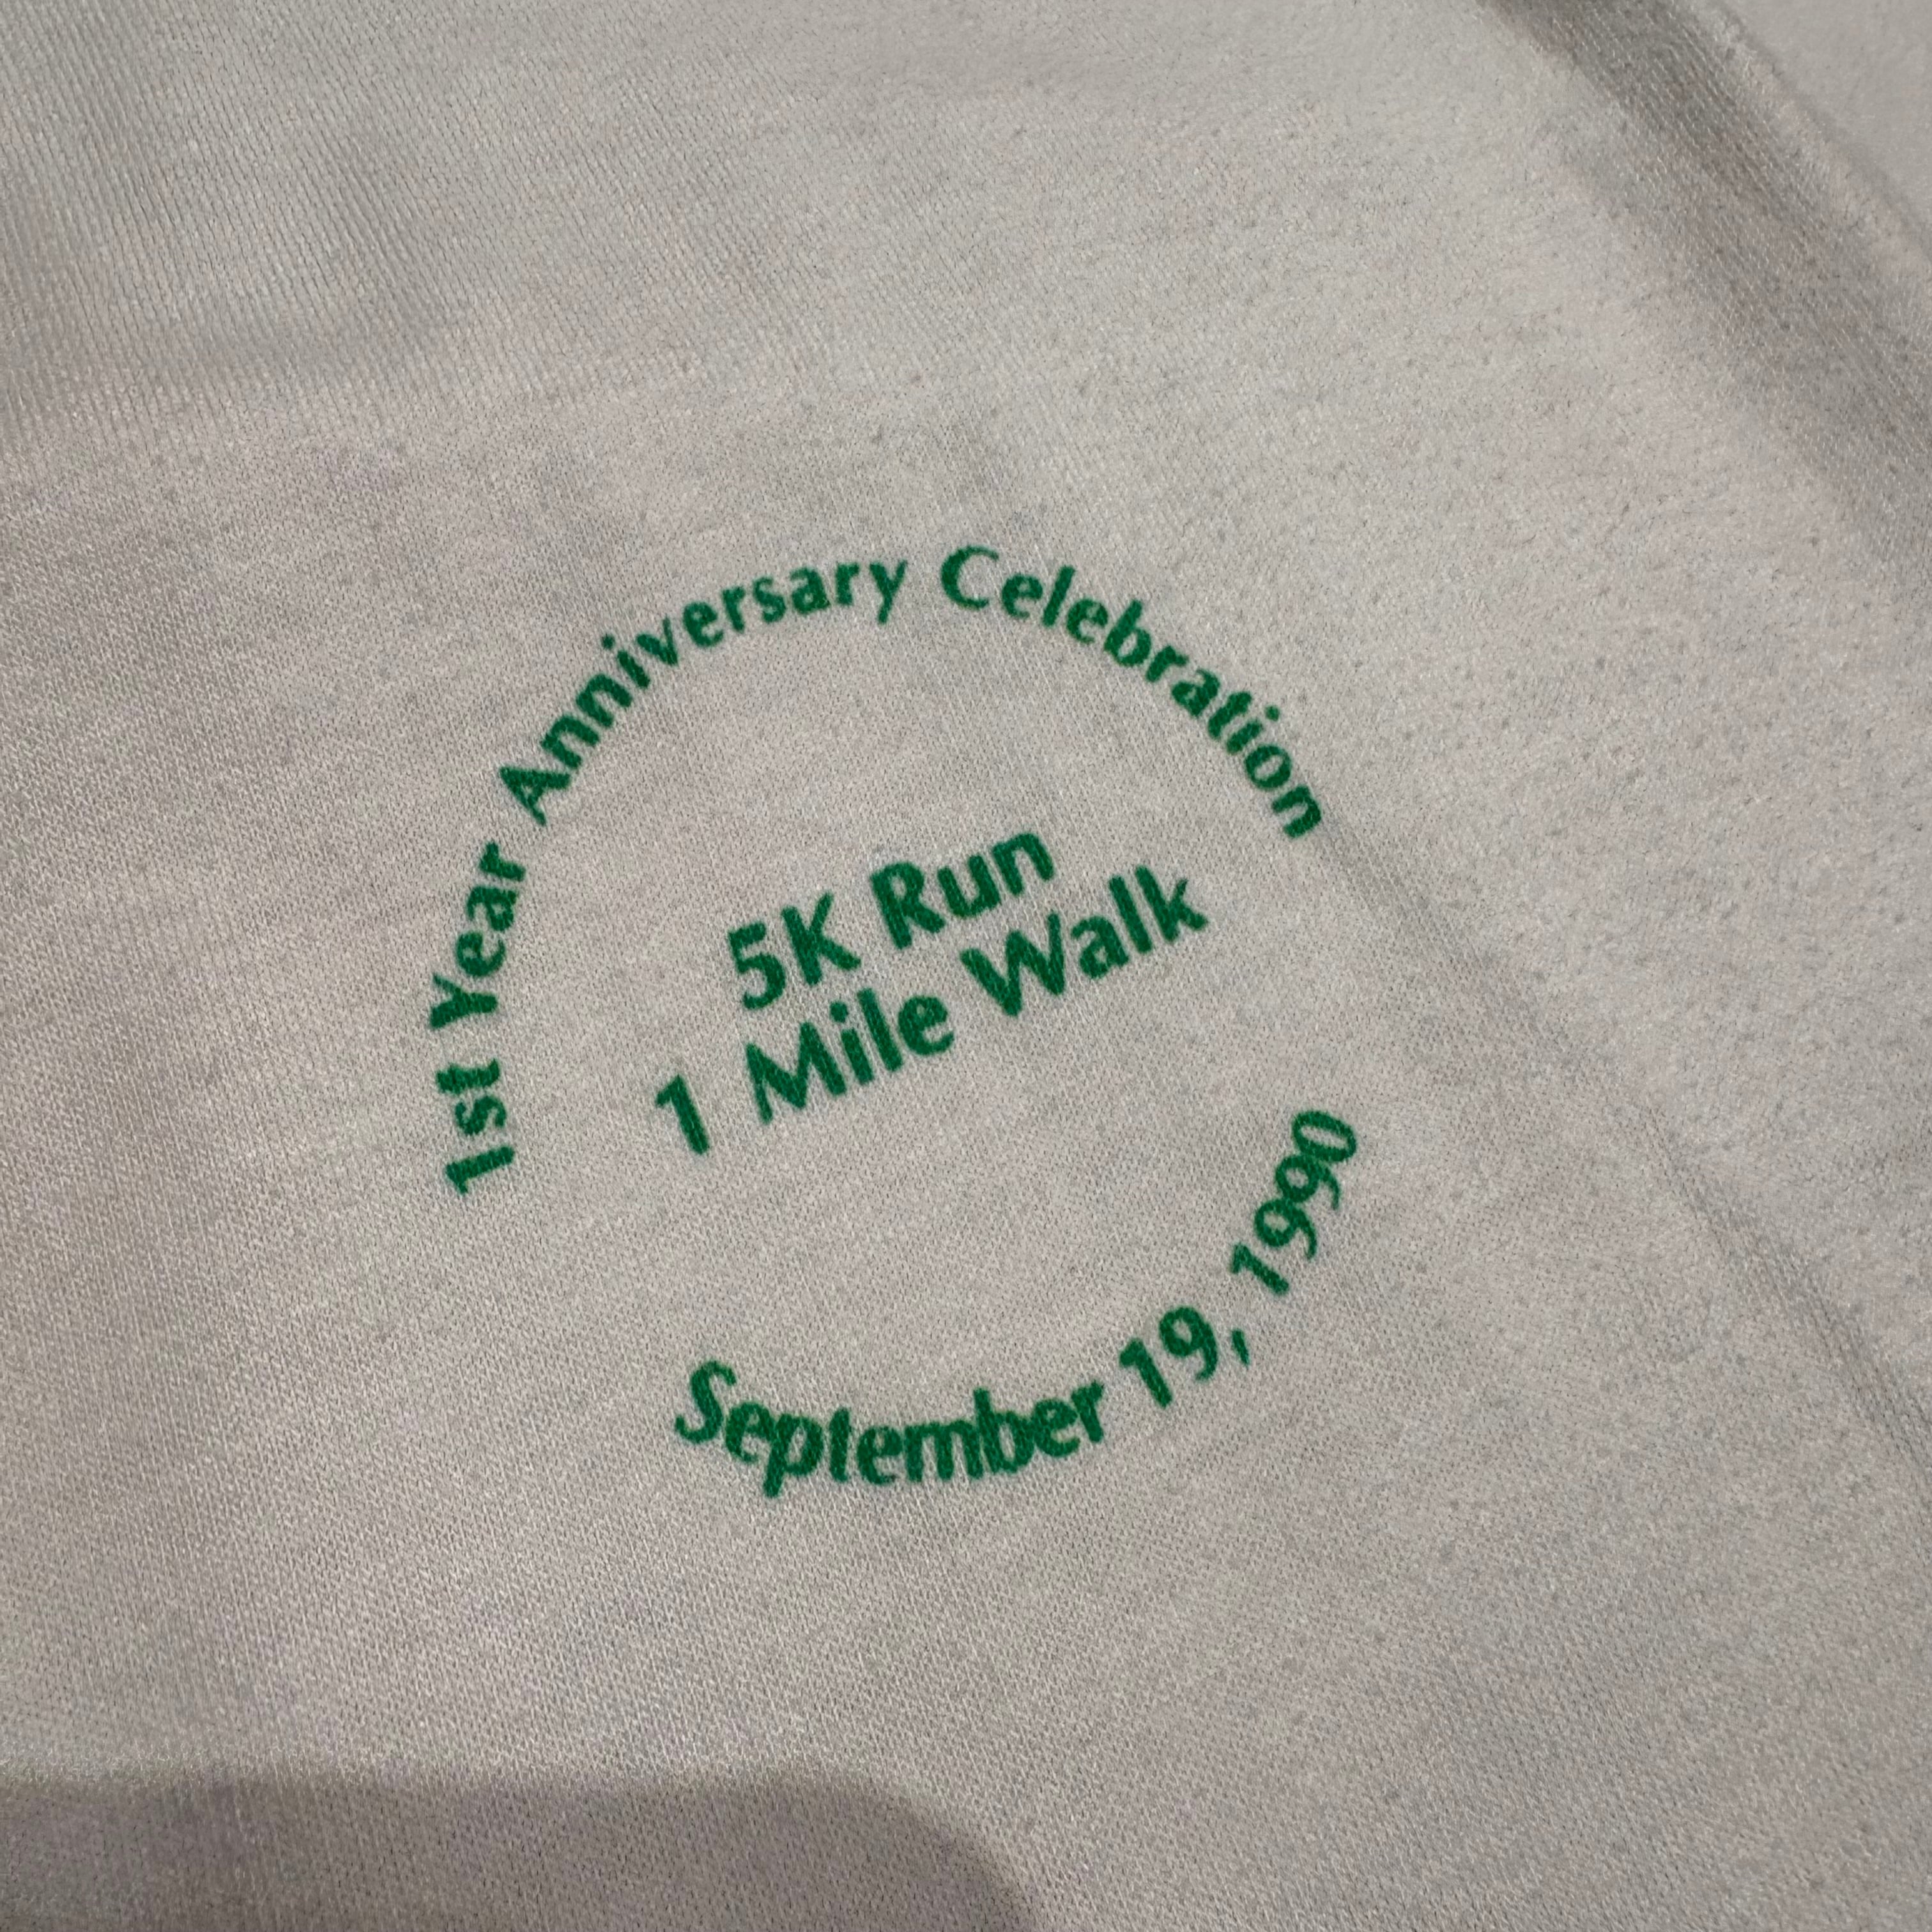 1st Year Anniversary Celebration
5K Run
1 Mile Walk
September 19, 1990